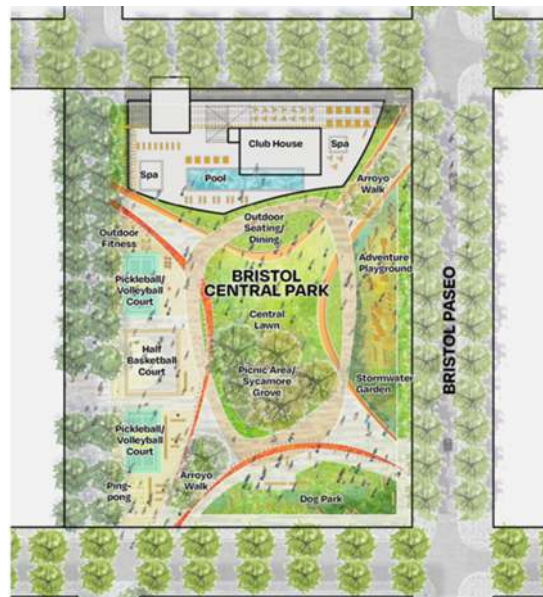 Club House
Spa
Spa
Pool
Arroyo
Walk
Outdoor
Seating/
Dining
Outdoor
Fitness
Adventure
Playground
BRISTOL
CENTRAL PARK
Pickleball/
Volleyball
Court
Central
Lawn
BRISTOL PASEO
Half
Basketball
Court
Picnic Area/
Sycamore
Grove
Stormwater
Garden
Pickleball/
Volleyball
Court
Arroyo
Walk
Ping-
pong
Dog Park